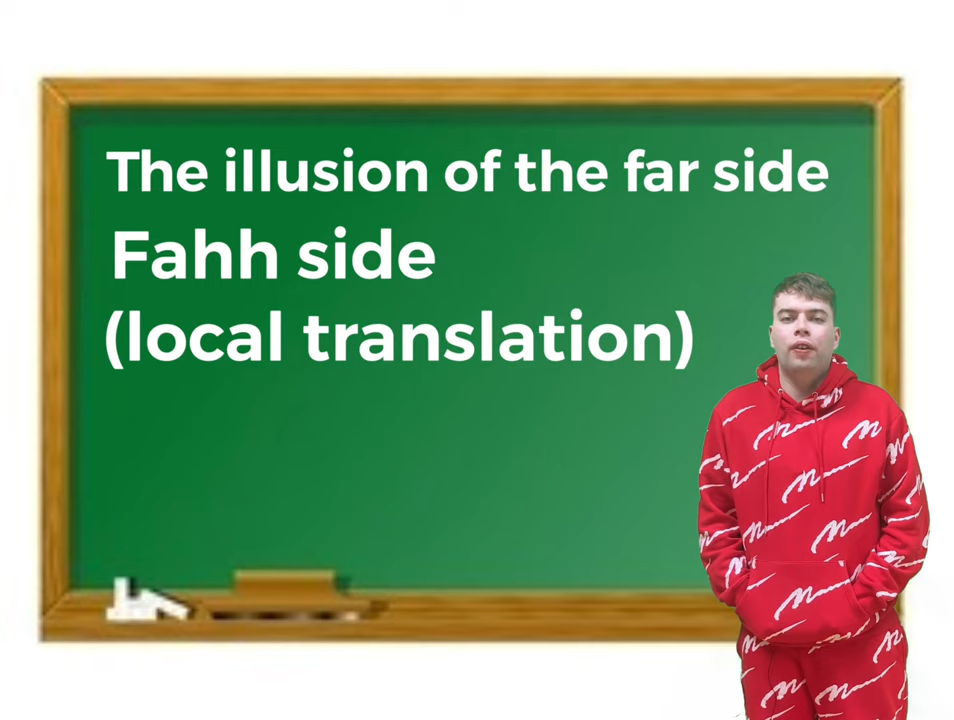 The illusion of the far side
Fahh side
(local translation)